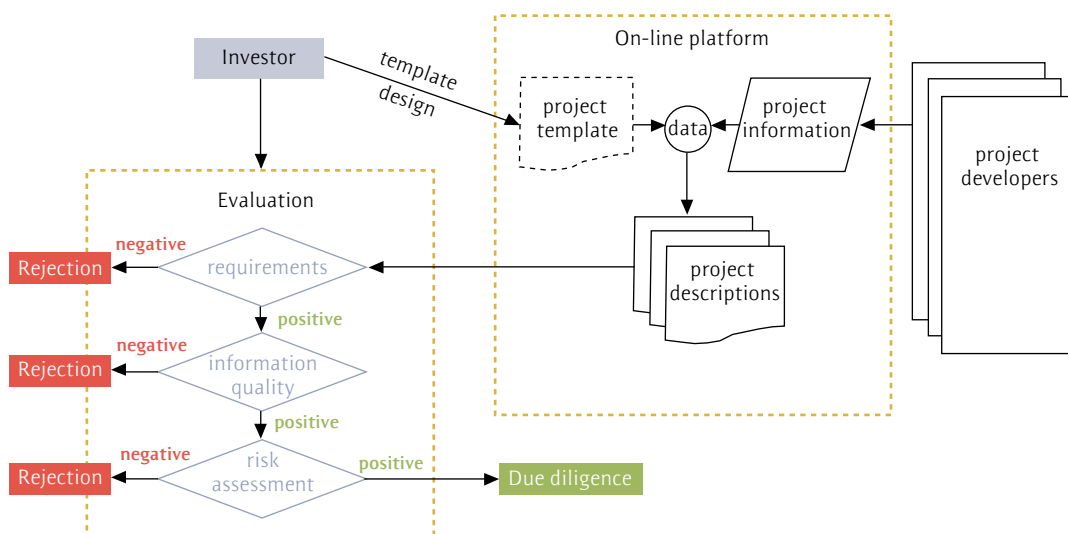 On-line platform
Investor
template
design
project
template
data
project
information
project
developers
Evaluation
negative
Rejection
requirements
project
descriptions
positive
negative
Rejection
information
quality
positive
negative
Rejection
risk
assessment
positive
Due diligence